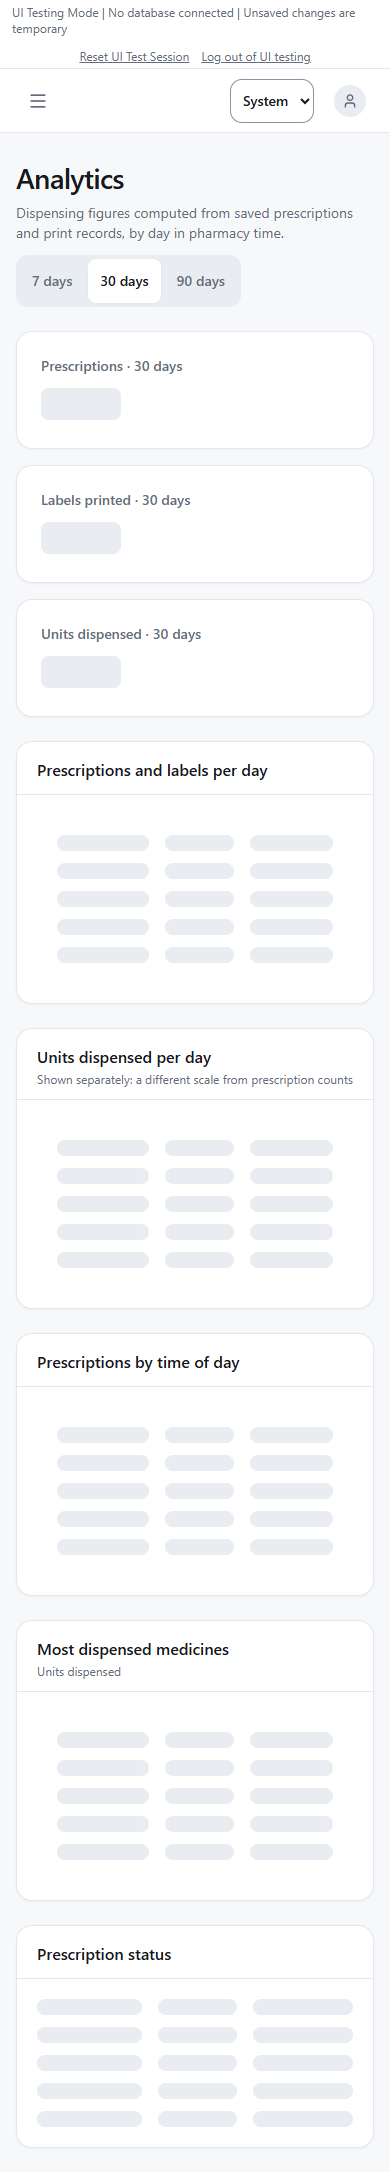 UI Testing Mode | No database connected | Unsaved changes are
temporary
Reset UI Test Session Log out of UI testing
System
Analytics
Dispensing figures computed from saved prescriptions
and print records, by day in pharmacy time.
7 days 30 days 90 days
Prescriptions · 30 days
Labels printed · 30 days
Units dispensed · 30 days
Prescriptions and labels per day
Units dispensed per day
Shown separately: a different scale from prescription counts
Prescriptions by time of day
Most dispensed medicines
Units dispensed
Prescription status